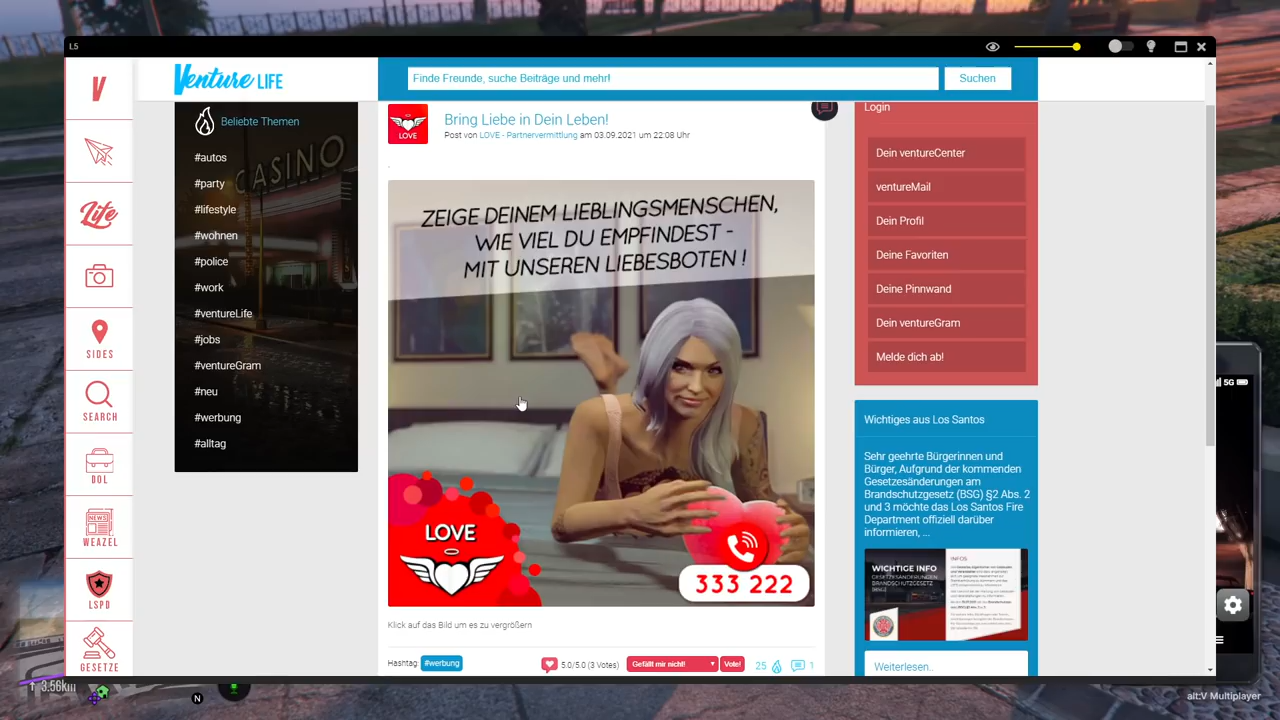 L5
V
Life
SIDES
SEARCH
DOL
NEWS
WEAZEL
LSPD
GESETZE
Venture LIFE
Finde Freunde, suche Beiträge und mehr!
Suchen
Beliebte Themen
CASINO
#autos
#party
#lifestyle
#wohnen
#police
#work
#ventureLife
#jobs
#ventureGram
#neu
#werbung
#alltag
LOVE
Bring Liebe in Dein Leben!
Post von LOVE - Partnervermittlung am 03.09.2021 um 22:08 Uhr
.
ZEIGE DEINEM LIEBLINGSMENSCHEN,
WIE VIEL DU EMPFINDEST -
MIT UNSEREN LIEBESBOTEN !
LOVE
333 222
Klick auf das Bild um es zu vergrößern
Hashtag: #werbung
5.0/5.0 (3 Votes)
Gefällt mir nicht!
Vote!
25
1
Login
Dein ventureCenter
ventureMail
Dein Profil
Deine Favoriten
Deine Pinnwand
Dein ventureGram
Melde dich ab!
Wichtiges aus Los Santos
Sehr geehrte Bürgerinnen und
Bürger, Aufgrund der kommenden
Gesetzesänderungen am
Brandschutzgesetz (BSG) §2 Abs. 2
und 3 möchte das Los Santos Fire
Department offiziell darüber
informieren, ...
WICHTIGE INFO
GESETZESÄNDERUNGEN
BRANDSCHUTZGESETZ
Weiterlesen..
5G
3.56km
N
alt:V Multiplayer